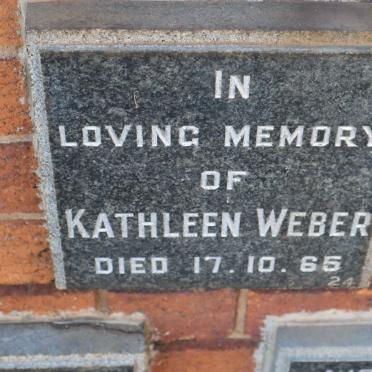 IN
LOVING MEMORY
OF
KATHLEEN WEBER
DIED 17.10.65
24